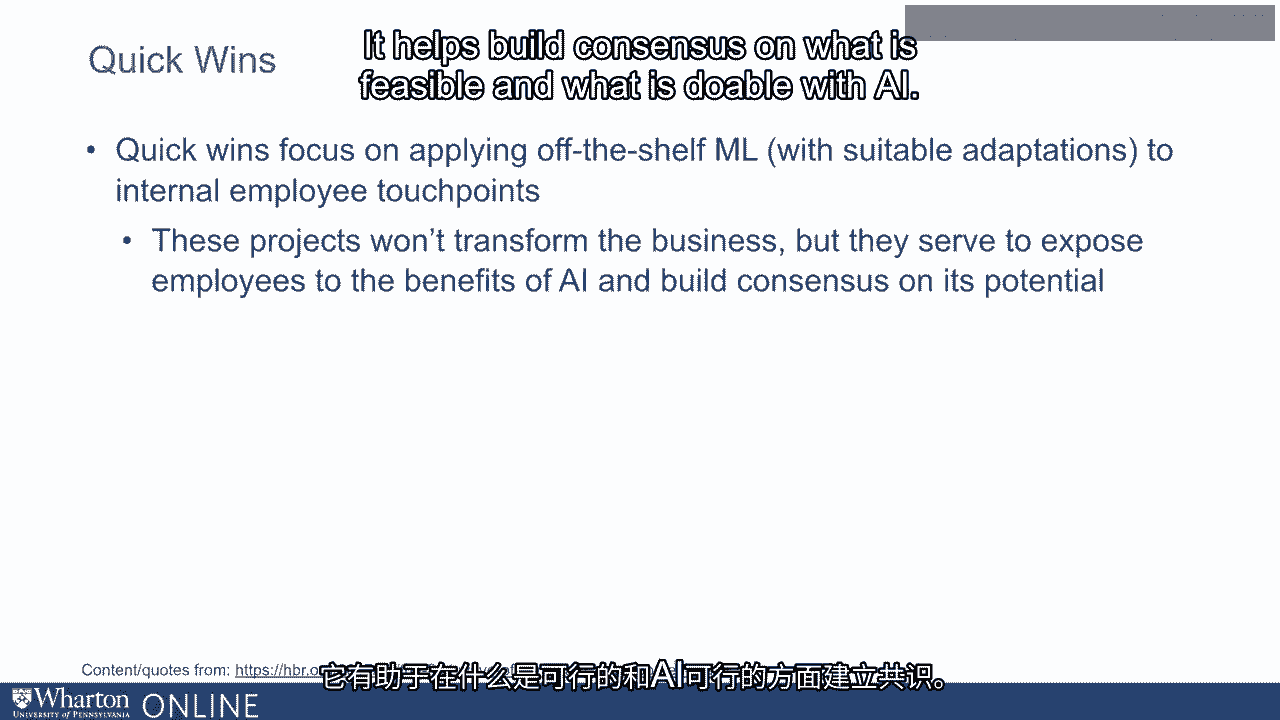 Quick Wins
It helps build consensus on what is
feasible and what is doable with AI.
• Quick wins focus on applying off-the-shelf ML (with suitable adaptations) to
internal employee touchpoints
• These projects won't transform the business, but they serve to expose
employees to the benefits of AI and build consensus on its potential
Content/quotes from: https://hbr.o
它有助于在什么是可行的和AI可行的方面建立共识。
Wharton
UNIVERSITY of PENNSYLVANIA
ONLINE